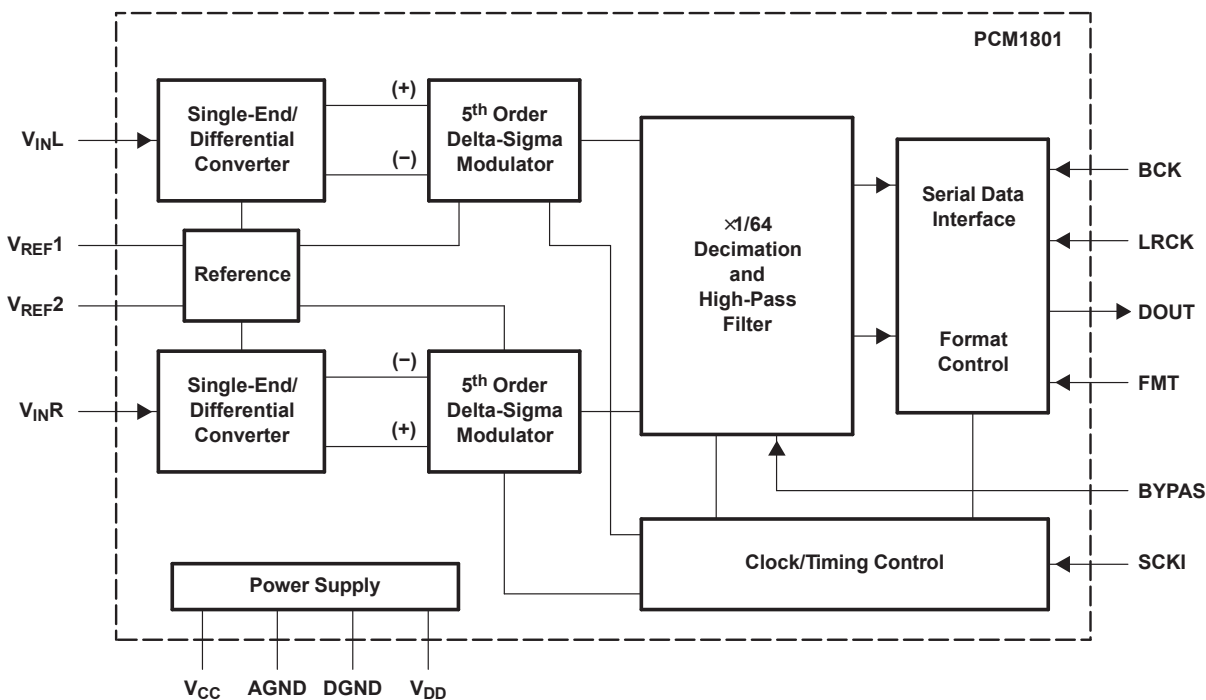 PCM1801
Single-End/
Differential
Converter
(+)
(−)
5th Order
Delta-Sigma
Modulator
VINL
×1/64
Decimation
and
High-Pass
Filter
Serial Data
Interface
Format
Control
BCK
LRCK
DOUT
FMT
VREF1
Reference
VREF2
Single-End/
Differential
Converter
(−)
(+)
5th Order
Delta-Sigma
Modulator
VINR
BYPAS
Clock/Timing Control
SCKI
Power Supply
VCC
AGND
DGND
VDD